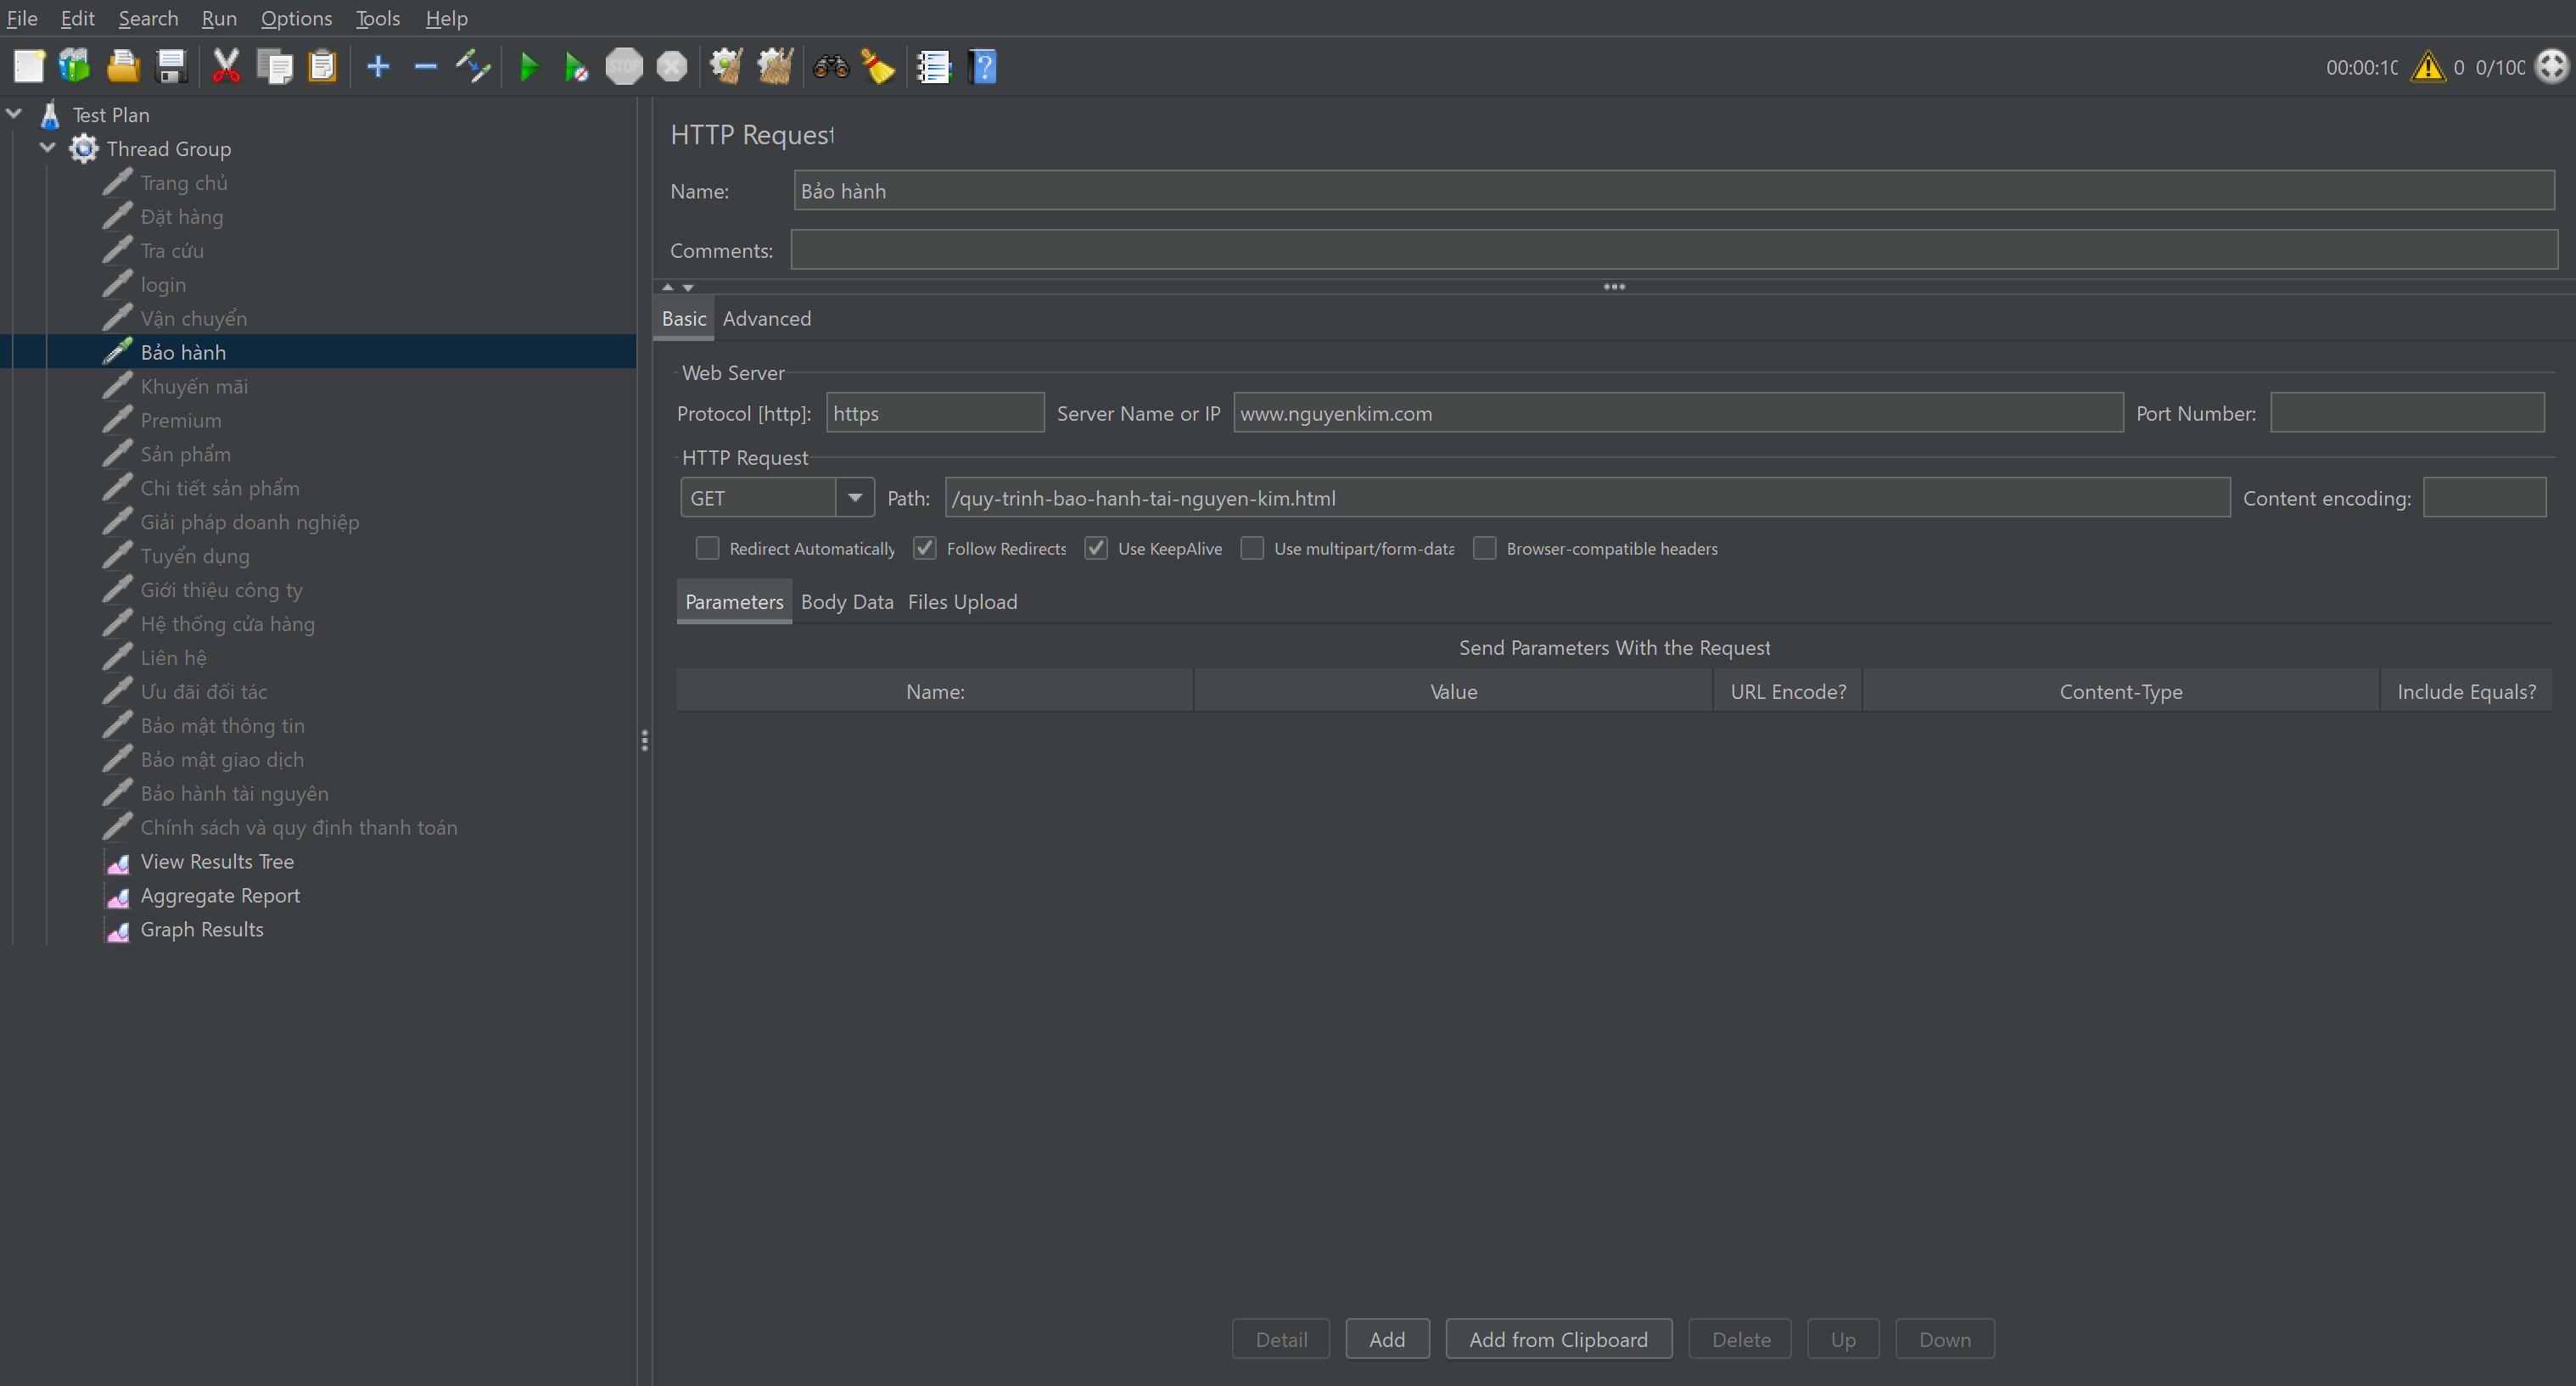 File Edit Search Run Options Tools Help
STOP
00:00:10 0 0/100
Test Plan
Thread Group
Trang chủ
Đặt hàng
Tra cứu
login
Vận chuyển
Bảo hành
Khuyến mãi
Premium
Sản phẩm
Chi tiết sản phẩm
Giải pháp doanh nghiệp
Tuyển dụng
Giới thiệu công ty
Hệ thống cửa hàng
Liên hệ
Ưu đãi đối tác
Bảo mật thông tin
Bảo mật giao dịch
Bảo hành tài nguyên
Chính sách và quy định thanh toán
View Results Tree
Aggregate Report
Graph Results
HTTP Request
Name: Bảo hành
Comments:
Basic Advanced
Web Server
Protocol [http]: https Server Name or IP www.nguyenkim.com Port Number:
HTTP Request
GET Path: /quy-trinh-bao-hanh-tai-nguyen-kim.html Content encoding:
Redirect Automatically Follow Redirects Use KeepAlive Use multipart/form-data Browser-compatible headers
Parameters Body Data Files Upload
Send Parameters With the Request
Name: Value URL Encode? Content-Type Include Equals?
Detail Add Add from Clipboard Delete Up Down